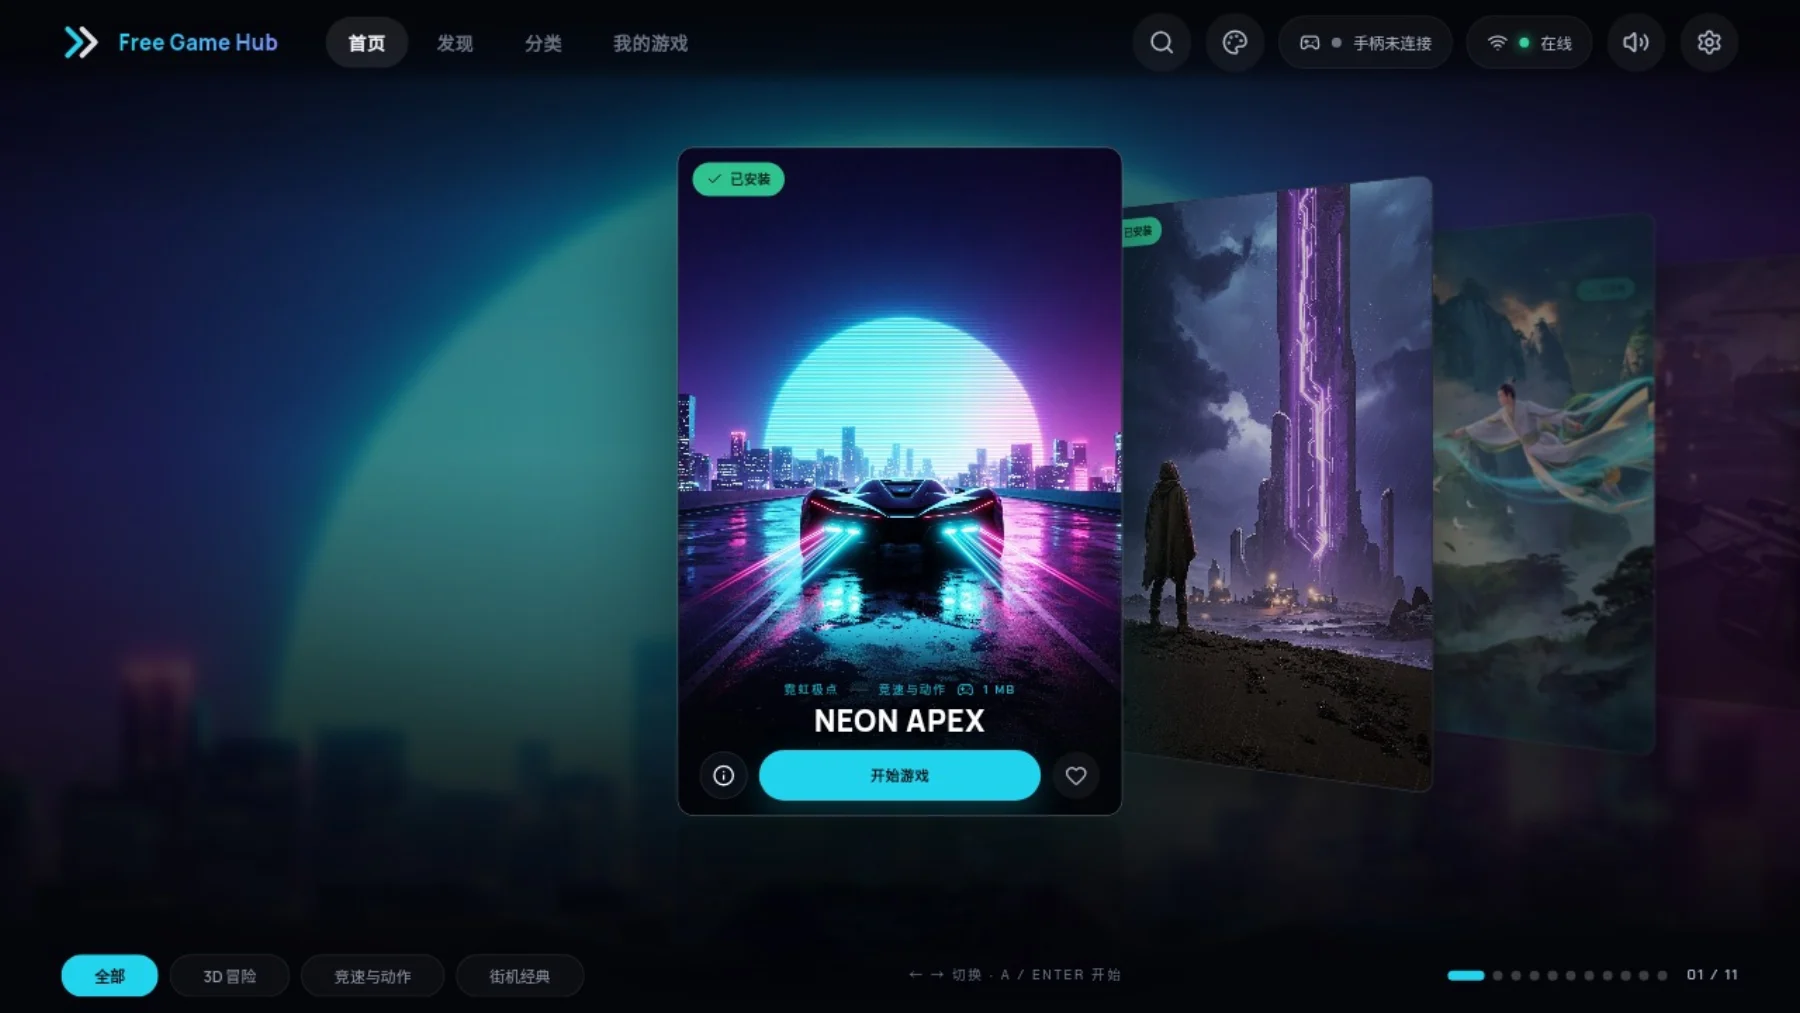 Free Game Hub
首页
发现
分类
我的游戏
手柄未连接
在线
已安装
已安装
霓虹极点 — 竞速与动作 1 MB
NEON APEX
开始游戏
全部
3D 冒险
竞速与动作
街机经典
← → 切换 · A / ENTER 开始
01 / 11